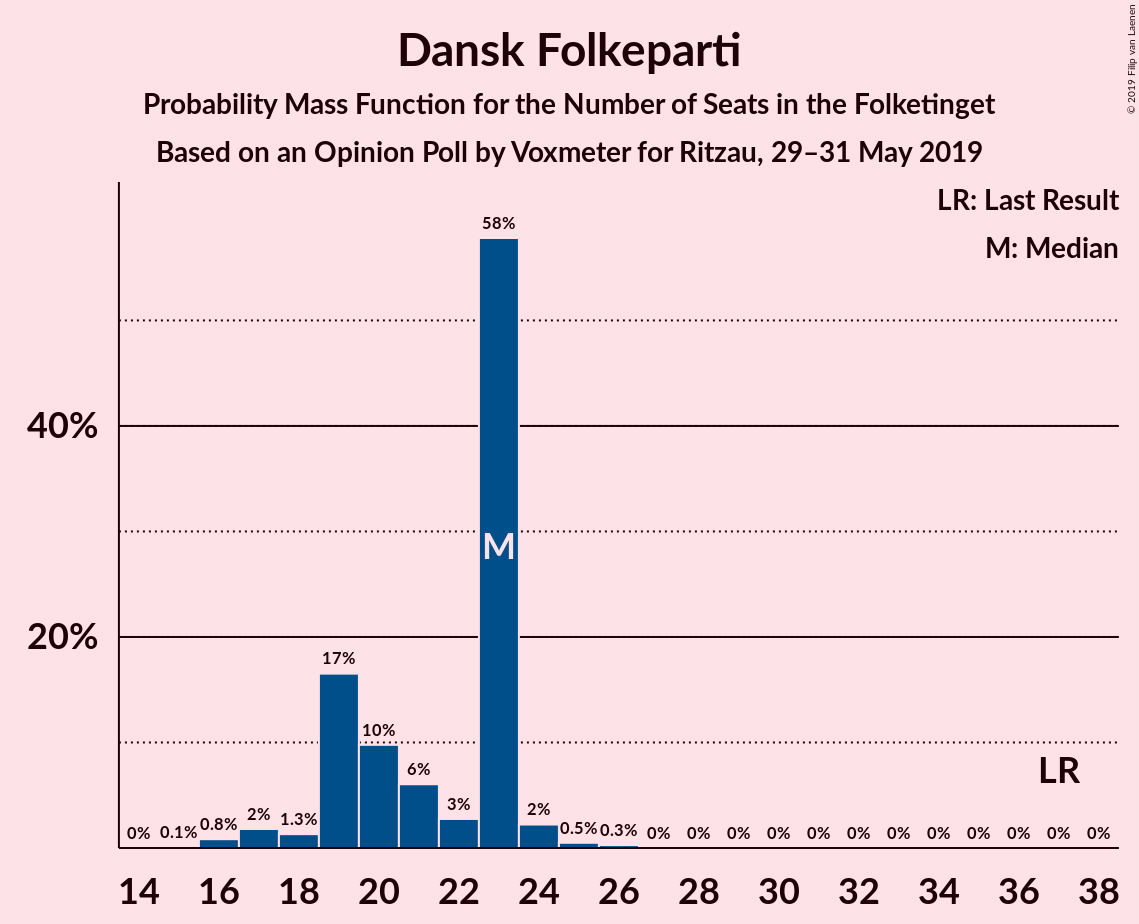 Dansk Folkeparti
Probability Mass Function for the Number of Seats in the Folketinget
Based on an Opinion Poll by Voxmeter for Ritzau, 29–31 May 2019
© 2019 Filip van Laenen
LR: Last Result
M: Median
58%
40%
M
20%
17%
10%
6%
3%
2%
LR
0% 0.1% 0.8% 2% 1.3% 0.5% 0.3% 0% 0% 0% 0% 0% 0% 0% 0% 0% 0% 0% 0%
14 16 18 20 22 24 26 28 30 32 34 36 38